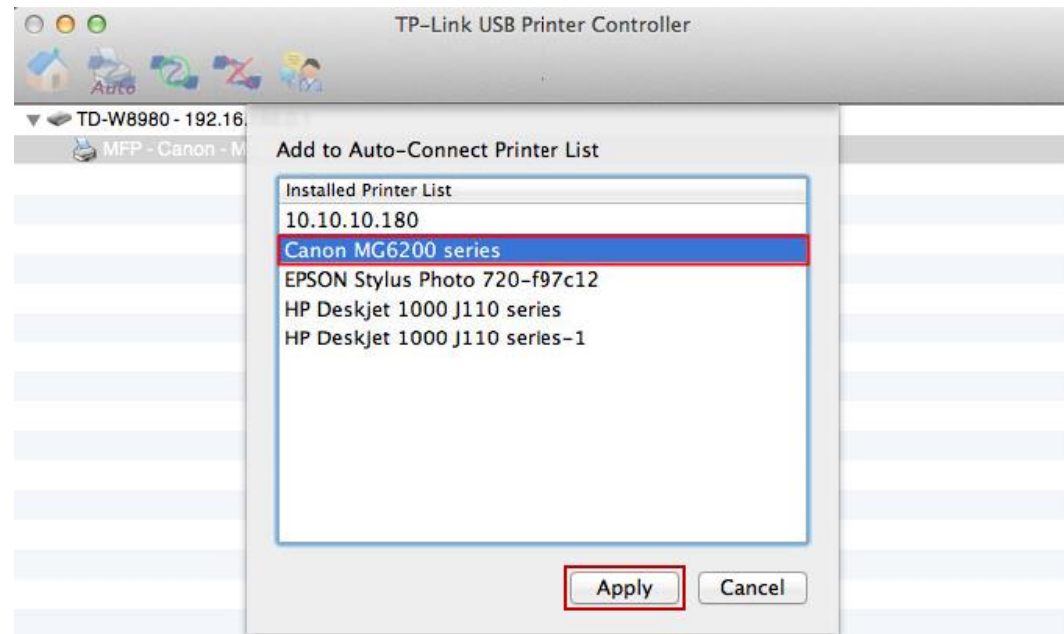 TP-Link USB Printer Controller
Auto
TD-W8980 - 192.16.
MFP - Canon - M
Add to Auto-Connect Printer List
Installed Printer List
10.10.10.180
Canon MG6200 series
EPSON Stylus Photo 720-f97c12
HP Deskjet 1000 J110 series
HP Deskjet 1000 J110 series-1
Apply
Cancel